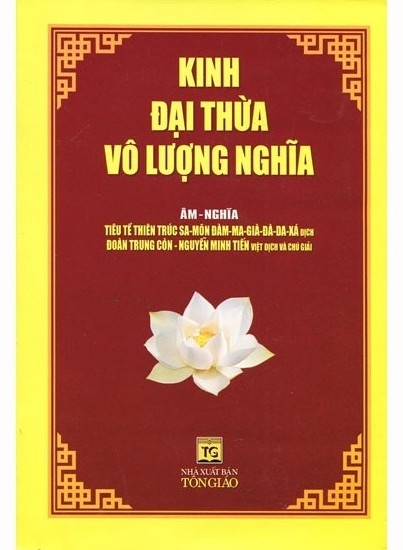 KINH
ĐẠI THỪA
VÔ LƯỢNG NGHĨA
ÂM - NGHĨA
TIÊU TỀ THIÊN TRÚC SA-MÔN ĐÀM-MA-GIÀ-ĐÀ-DA-XÁ DỊCH
ĐOÀN TRUNG CÒN - NGUYỄN MINH TIẾN VIỆT DỊCH VÀ CHÚ GIẢI
TG
NHÀ XUẤT BẢN
TÔN GIÁO